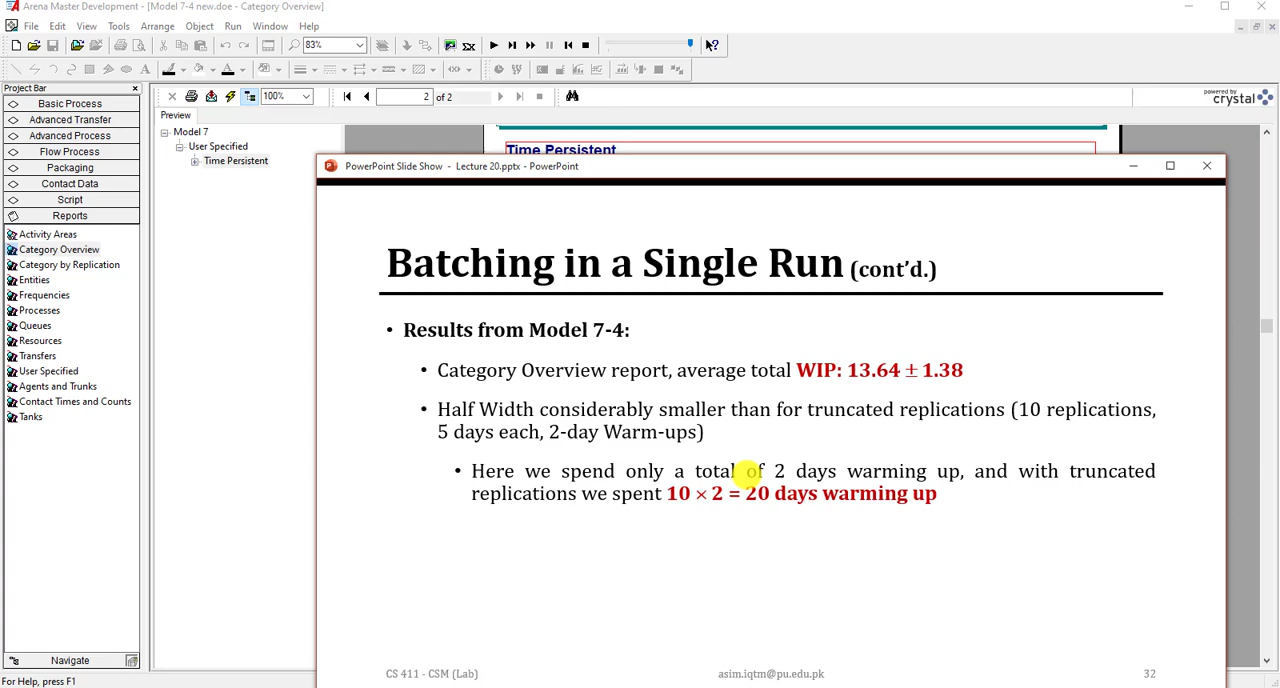 Arena Master Development - [Model 7-4 new.doe - Category Overview]
File Edit View Tools Arrange Object Run Window Help
83%
Project Bar
Basic Process
Advanced Transfer
Advanced Process
Flow Process
Packaging
Contact Data
Script
Reports
Activity Areas
Category Overview
Category by Replication
Entities
Frequencies
Processes
Queues
Resources
Transfers
User Specified
Agents and Trunks
Contact Times and Counts
Tanks
Navigate
For Help, press F1
100% 2 of 2
powered by
crystal
Preview
Model 7
User Specified
Time Persistent
Time Persistent
PowerPoint Slide Show - Lecture 20.pptx - PowerPoint
Batching in a Single Run (cont’d.)
• Results from Model 7-4:
• Category Overview report, average total WIP: 13.64 ± 1.38
• Half Width considerably smaller than for truncated replications (10 replications,
5 days each, 2-day Warm-ups)
• Here we spend only a total of 2 days warming up, and with truncated
replications we spent 10 × 2 = 20 days warming up
CS 411 - CSM (Lab) asim.iqtm@pu.edu.pk 32